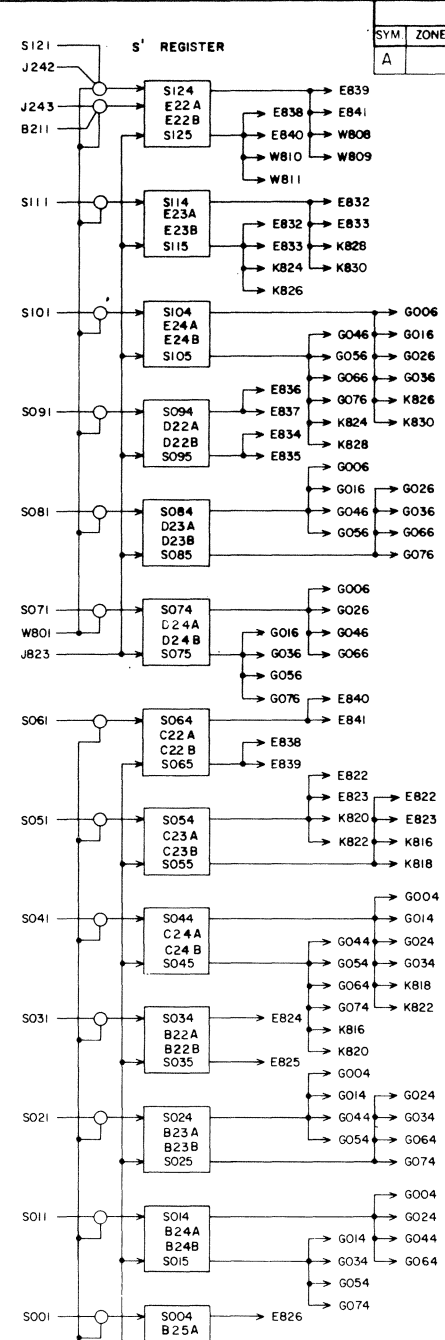 SYM. ZONE
A
S' REGISTER
S121
J242
J243
B211
S124
E22A
E22B
S125
E838
E840
W810
W811
E839
E841
W808
W809
S111
S114
E23A
E23B
S115
E832
E833
K824
K826
E832
E833
K828
K830
S101
S104
E24A
E24B
S105
G046
G056
G066
G076
K824
K828
G006
G016
G026
G036
K826
K830
S091
S094
D22A
D22B
S095
E836
E837
E834
E835
S081
S084
D23A
D23B
S085
G006
G016
G046
G056
G026
G036
G066
G076
S071
W801
J823
S074
D24A
D24B
S075
G016
G036
G056
G076
G006
G026
G046
G066
S061
S064
C22A
C22B
S065
E840
E841
E838
E839
S051
S054
C23A
C23B
S055
E822
E823
K820
K822
E822
E823
K816
K818
S041
S044
C24A
C24B
S045
G044
G054
G064
G074
K816
K820
G004
G014
G024
G034
K818
K822
S031
S034
B22A
B22B
S035
E824
E825
S021
S024
B23A
B23B
S025
G004
G014
G044
G054
G024
G034
G064
G074
S011
S014
B24A
B24B
S015
G014
G034
G054
G074
G004
G024
G044
G064
S001
S004
B25A
E826